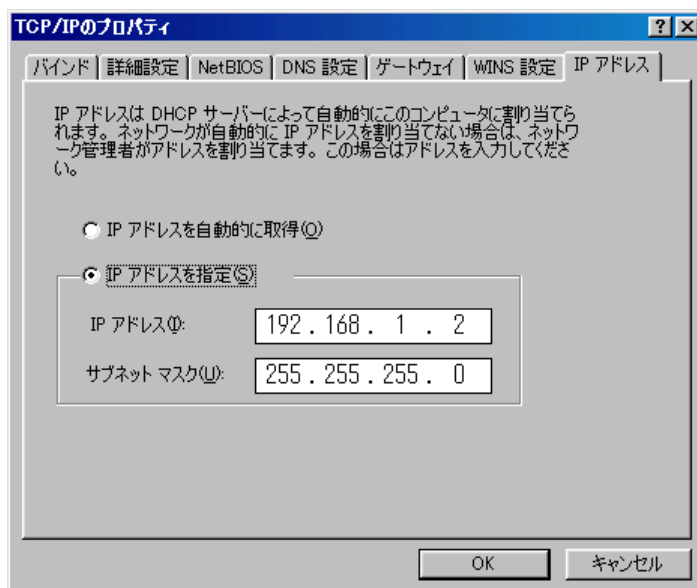 TCP/IPのプロパティ
バインド 詳細設定 NetBIOS DNS 設定 ゲートウェイ WINS 設定 IP アドレス
IP アドレスは DHCP サーバーによって自動的にこのコンピュータに割り当てら
れます。ネットワークが自動的に IP アドレスを割り当てない場合は、ネットワ
ーク管理者がアドレスを割り当てます。この場合はアドレスを入力してくださ
い。
IP アドレスを自動的に取得(O)
IP アドレスを指定(S)
IP アドレス(I): 192.168. 1 . 2
サブネット マスク(U): 255.255.255. 0
OK キャンセル